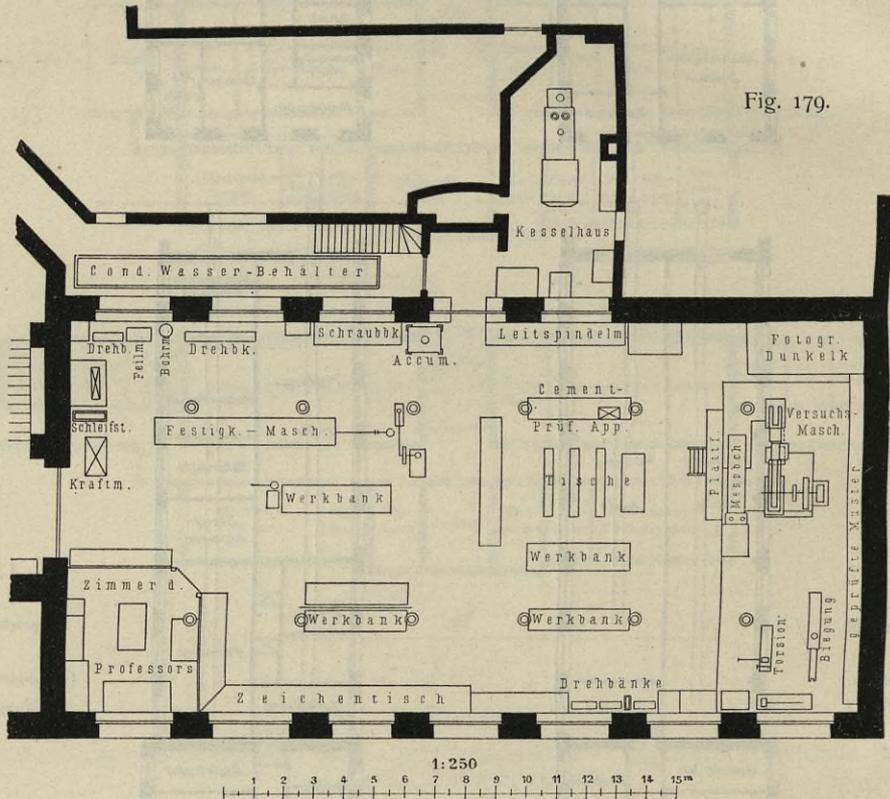 Fig. 179.
Kesselhaus
Cond. Wasser-Behälter
Drehb.
Feilm
Bohrm
Drehbk.
Schraubbk
Accum.
Leitspindelm
Fotogr.
Dunkelk
Schleifst.
Kraftm.
Festigk.-Masch.
Cement-
Prüf. App.
Versuchs-
Masch.
Plattf.
Messbch
Tische
Werkbank
Werkbank
geprüfte Muster
Zimmer d.
Professors
Werkbank
Werkbank
Torsion.
Biegung
Zeichentisch
Drehbänke
1:250
1 2 3 4 5 6 7 8 9 10 11 12 13 14 15m